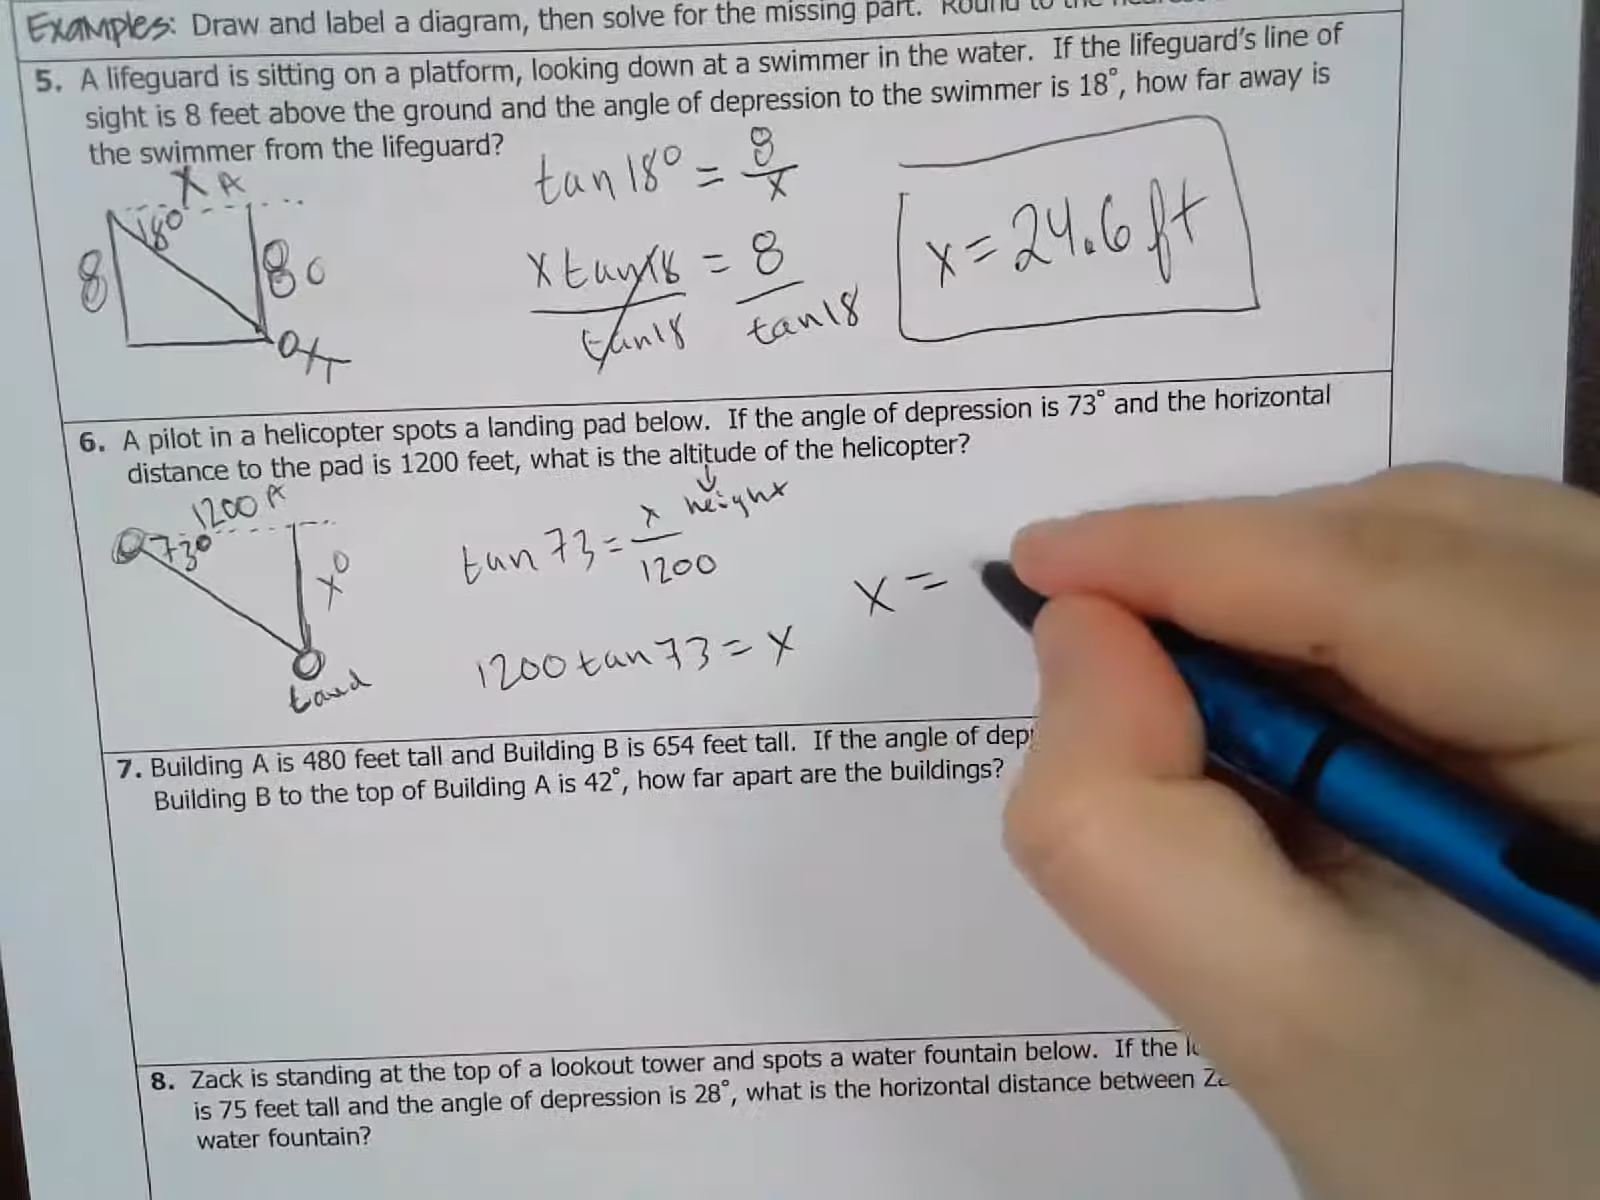 Examples: Draw and label a diagram, then solve for the missing part. Round to the
5. A lifeguard is sitting on a platform, looking down at a swimmer in the water. If the lifeguard's line of
sight is 8 feet above the ground and the angle of depression to the swimmer is 18°, how far away is
the swimmer from the lifeguard?
x A
18°
8
8 O
O/T
tan 18° = 8/x
x tan 18 = 8
tan 18 tan 18
x = 24.6 ft
6. A pilot in a helicopter spots a landing pad below. If the angle of depression is 73° and the horizontal
distance to the pad is 1200 feet, what is the altitude of the helicopter?
height
1200 A
73°
x O
tan 73 = x/1200
1200 tan 73 = x
x =
7. Building A is 480 feet tall and Building B is 654 feet tall. If the angle of dep
Building B to the top of Building A is 42°, how far apart are the buildings?
8. Zack is standing at the top of a lookout tower and spots a water fountain below. If the
is 75 feet tall and the angle of depression is 28°, what is the horizontal distance between
water fountain?